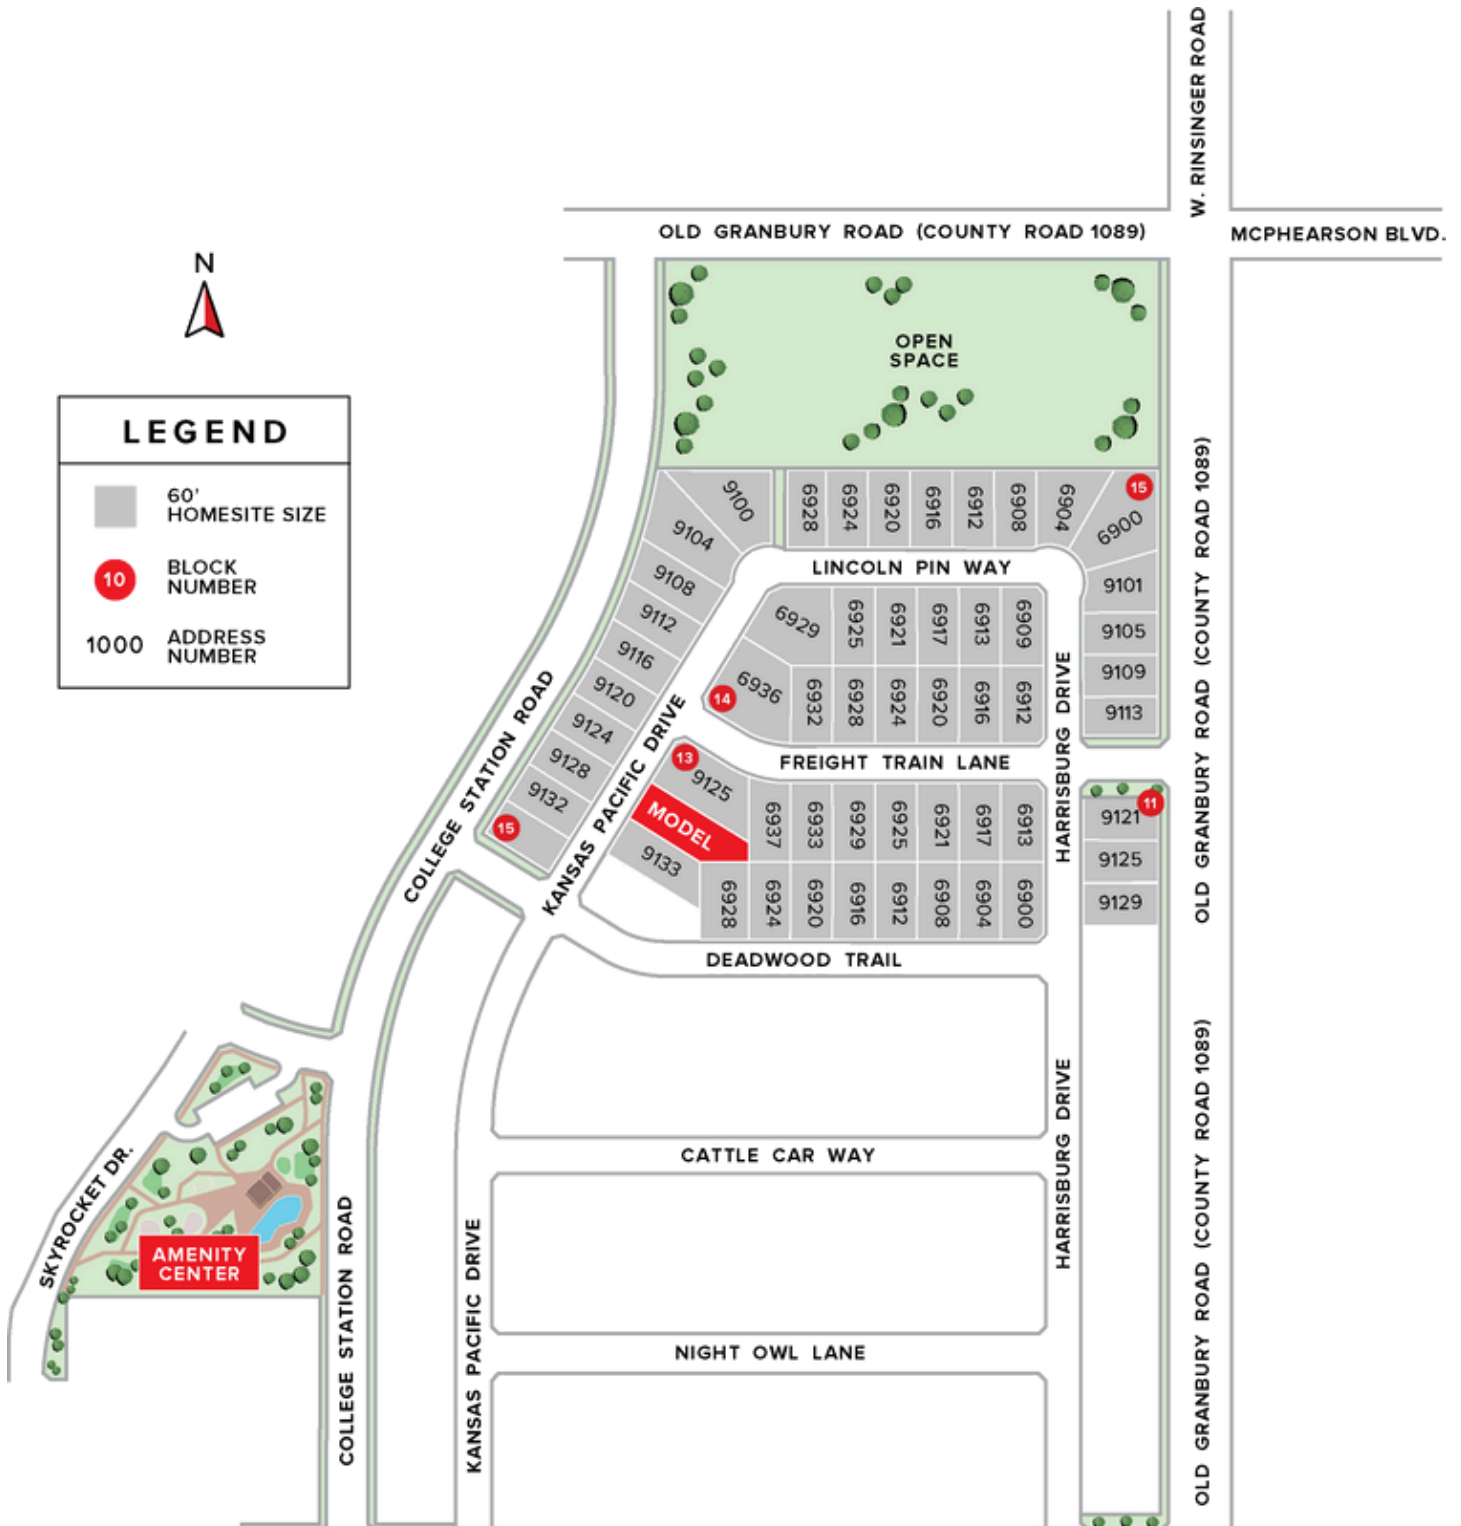 W. RINSINGER ROAD
OLD GRANBURY ROAD (COUNTY ROAD 1089)
MCPHEARSON BLVD.
N
LEGEND
60'
HOMESITE SIZE
10
BLOCK
NUMBER
1000
ADDRESS
NUMBER
OPEN
SPACE
OLD GRANBURY ROAD (COUNTY ROAD 1089)
9100
6928
6924
6920
6916
6912
6908
6904
15
6900
9104
9108
9112
9116
9120
9124
9128
9132
15
LINCOLN PIN WAY
9101
9105
9109
9113
6929
6925
6921
6917
6913
6909
14
6936
6932
6928
6924
6920
6916
6912
HARRISBURG DRIVE
COLLEGE STATION ROAD
KANSAS PACIFIC DRIVE
FREIGHT TRAIN LANE
13
9125
MODEL
9133
6937
6933
6929
6925
6921
6917
6913
6928
6924
6920
6916
6912
6908
6904
6900
11
9121
9125
9129
DEADWOOD TRAIL
OLD GRANBURY ROAD (COUNTY ROAD 1089)
HARRISBURG DRIVE
CATTLE CAR WAY
SKYROCKET DR.
AMENITY
CENTER
COLLEGE STATION ROAD
KANSAS PACIFIC DRIVE
NIGHT OWL LANE